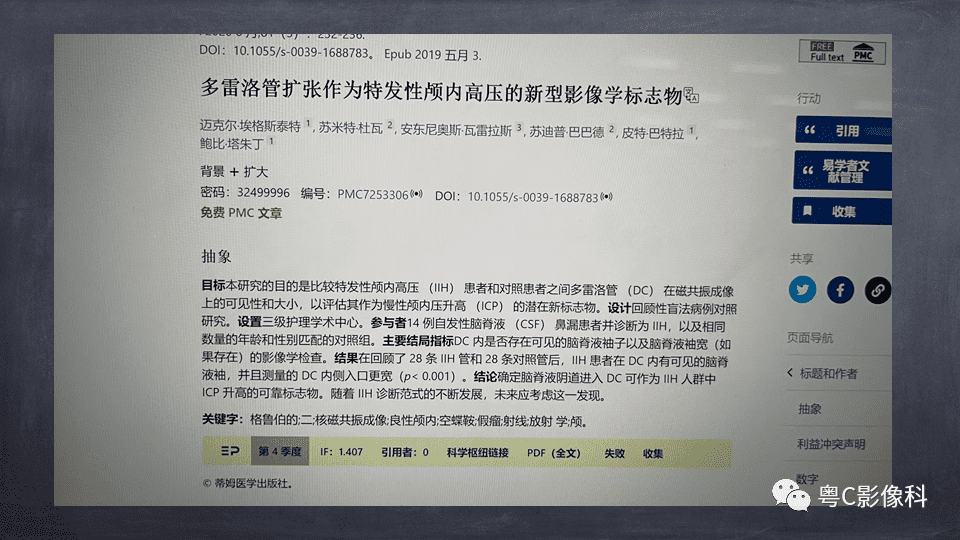 DOI：10.1055/s-0039-1688783。 Epub 2019 五月 3.
FREE
Full text PMC
多雷洛管扩张作为特发性颅内高压的新型影像学标志物
迈克尔·埃格斯泰特 1, 苏米特·杜瓦 2, 安东尼奥斯·瓦雷拉斯 3, 苏迪普·巴巴德 2, 皮特·巴特拉 1,
鲍比·塔朱丁 1
背景 + 扩大
密码：32499996 编号：PMC7253306 DOI：10.1055/s-0039-1688783
免费 PMC 文章
抽象
目标本研究的目的是比较特发性颅内高压 （IIH） 患者和对照患者之间多雷洛管 （DC） 在磁共振成像
上的可见性和大小，以评估其作为慢性颅内压升高 （ICP） 的潜在新标志物。设计回顾性盲法病例对照
研究。设置三级护理学术中心。参与者14 例自发性脑脊液 （CSF） 鼻漏患者并诊断为 IIH，以及相同
数量的年龄和性别匹配的对照组。主要结局指标DC 内是否存在可见的脑脊液袖子以及脑脊液袖宽（如
果存在）的影像学检查。结果在回顾了 28 条 IIH 管和 28 条对照管后，IIH 患者在 DC 内有可见的脑脊
液袖，并且测量的 DC 内侧入口更宽（p< 0.001）。结论确定脑脊液阴道进入 DC 可作为 IIH 人群中
ICP 升高的可靠标志物。随着 IIH 诊断范式的不断发展，未来应考虑这一发现。
关键字：格鲁伯的;二;核磁共振成像;良性颅内;空蝶鞍;假瘤;射线;放射 学;颅。
第 4 季度 IF：1.407 引用者：0 科学枢纽链接 PDF（全文） 失败 收集
© 蒂姆医学出版社。
行动
引用
易学者文
献管理
收集
共享
页面导航
标题和作者
抽象
利益冲突声明
数字
粤C影像科